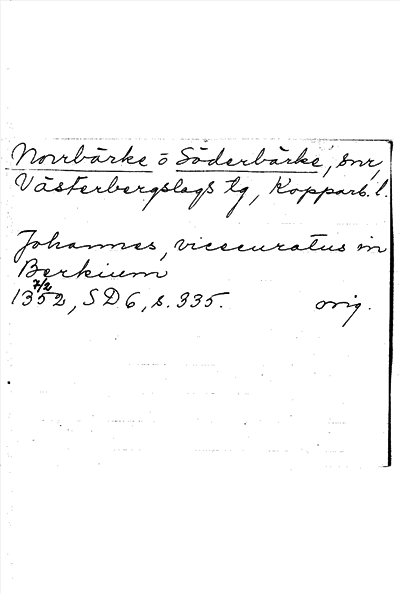 Norrbärke o Söderbärke, snr,
Västerbergslags tg, Kopparb. l.
Johannes, vicecuratus in
Berkium
7/2
1352, SD 6, s. 335. orig.